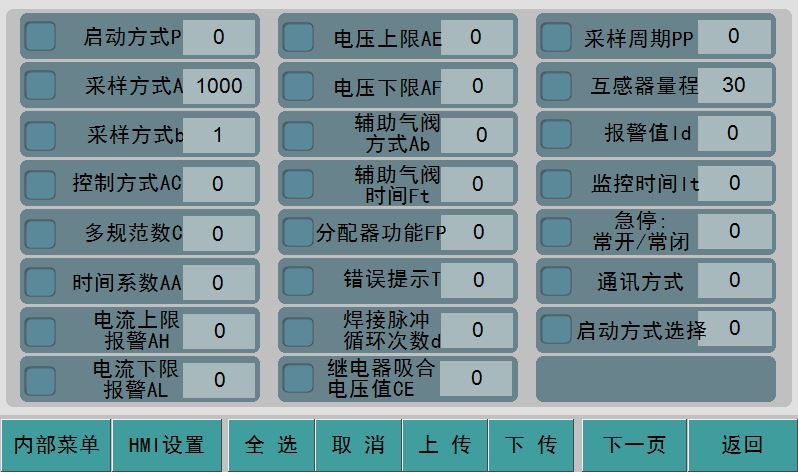 启动方式P 0
电压上限AE 0
采样周期PP 0
采样方式A 1000
电压下限AF 0
互感器量程 30
采样方式b 1
辅助气阀
方式Ab 0
报警值Id 0
控制方式AC 0
辅助气阀
时间Ft 0
监控时间It 0
多规范数C 0
分配器功能FP 0
急停:
常开/常闭 0
时间系数AA 0
错误提示T 0
通讯方式 0
电流上限
报警AH 0
焊接脉冲
循环次数d 0
启动方式选择 0
电流下限
报警AL 0
继电器吸合
电压值CE 0
内部菜单 HMI设置 全 选 取 消 上 传 下 传 下一页 返回